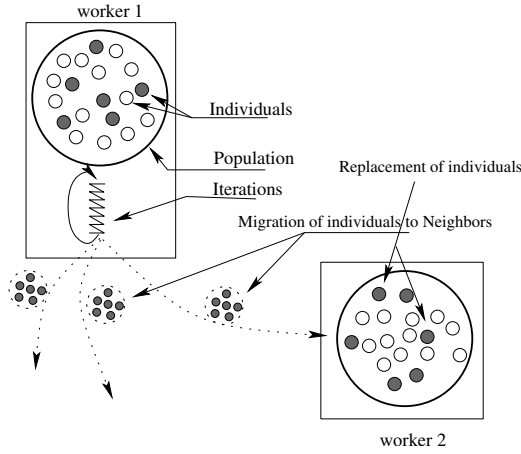 worker 1
Individuals
Population
Replacement of individuals
Iterations
Migration of individuals to Neighbors
worker 2